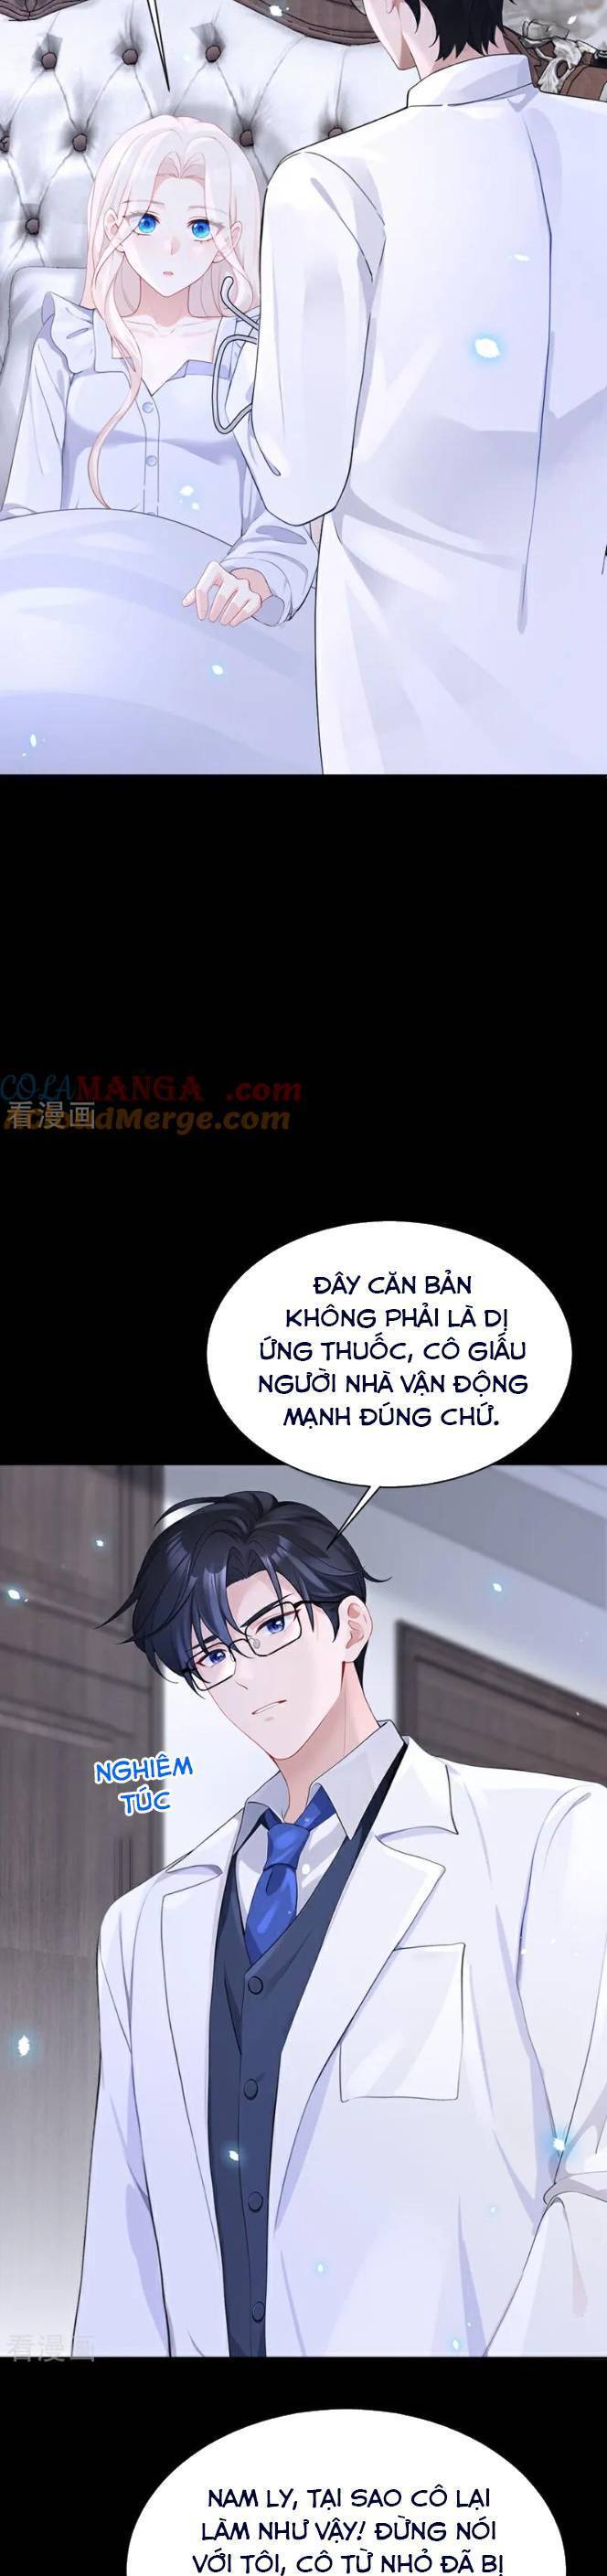 COLAMANGA.com
看漫画
AcloudMerge.com
ĐÂY CĂN BẢN
KHÔNG PHẢI LÀ DỊ
ỨNG THUỐC, CÔ GIẤU
NGƯỜI NHÀ VẬN ĐỘNG
MẠNH ĐÚNG CHỨ.
NGHIÊM
TÚC
看漫画
NAM LY, TẠI SAO CÔ LẠI
LÀM NHƯ VẬY! ĐỪNG NÓI
VỚI TÔI, CÔ TỪ NHỎ ĐÃ BỊ